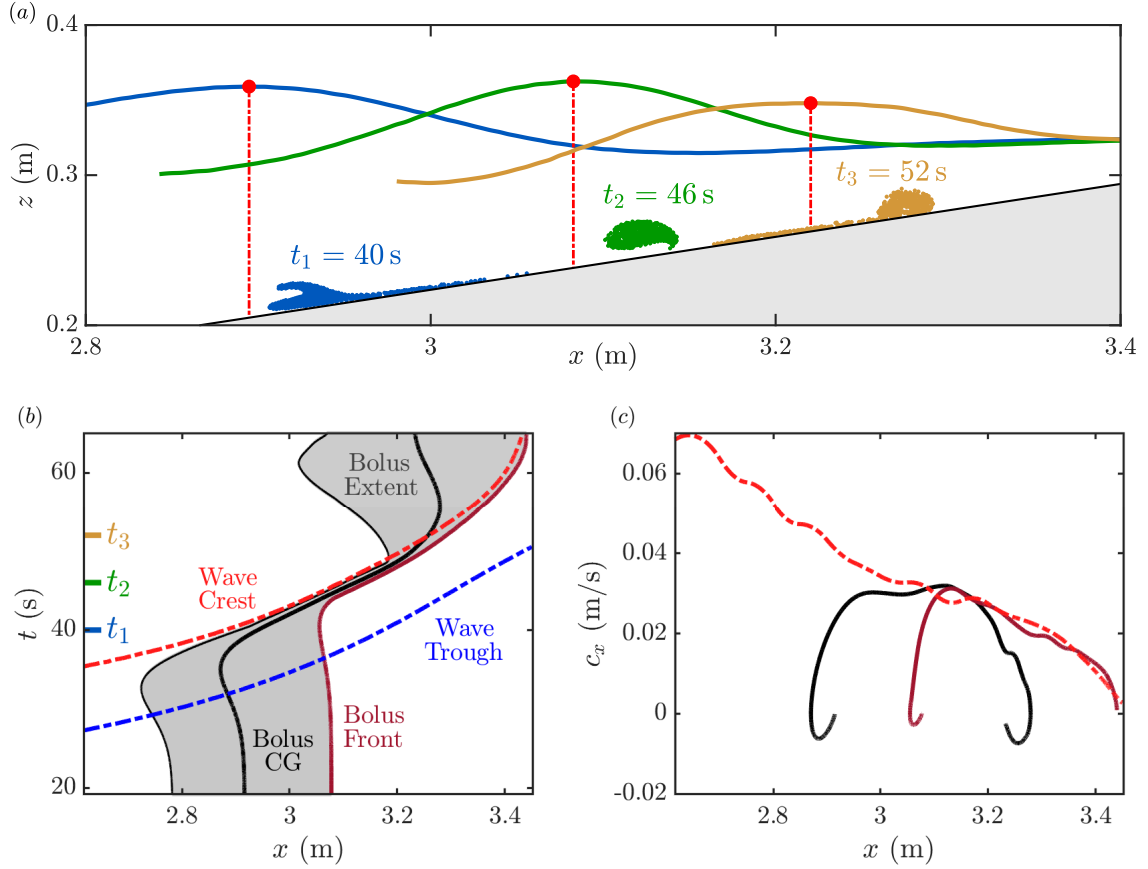 (a)
0.4
0.3
0.2
z (m)
t₁ = 40 s
t₂ = 46 s
t₃ = 52 s
2.8
3
3.2
3.4
x (m)
(b)
60
40
20
t (s)
t₃
t₂
t₁
Bolus
Extent
Wave
Crest
Wave
Trough
Bolus
CG
Bolus
Front
2.8
3
3.2
3.4
x (m)
(c)
0.06
0.04
0.02
0
-0.02
cₓ (m/s)
2.8
3
3.2
3.4
x (m)